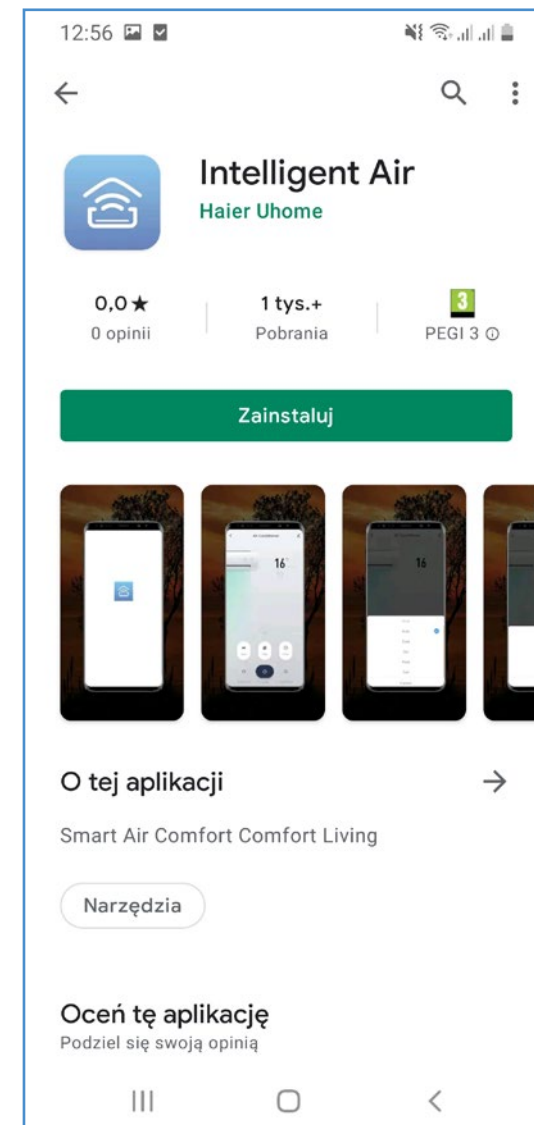 12:56
Intelligent Air
Haier Uhome
0,0★ 1 tys.+ 3
0 opinii Pobrania PEGI 3
Zainstaluj
16
16
O tej aplikacji
Smart Air Comfort Comfort Living
Narzędzia
Oceń tę aplikację
Podziel się swoją opinią